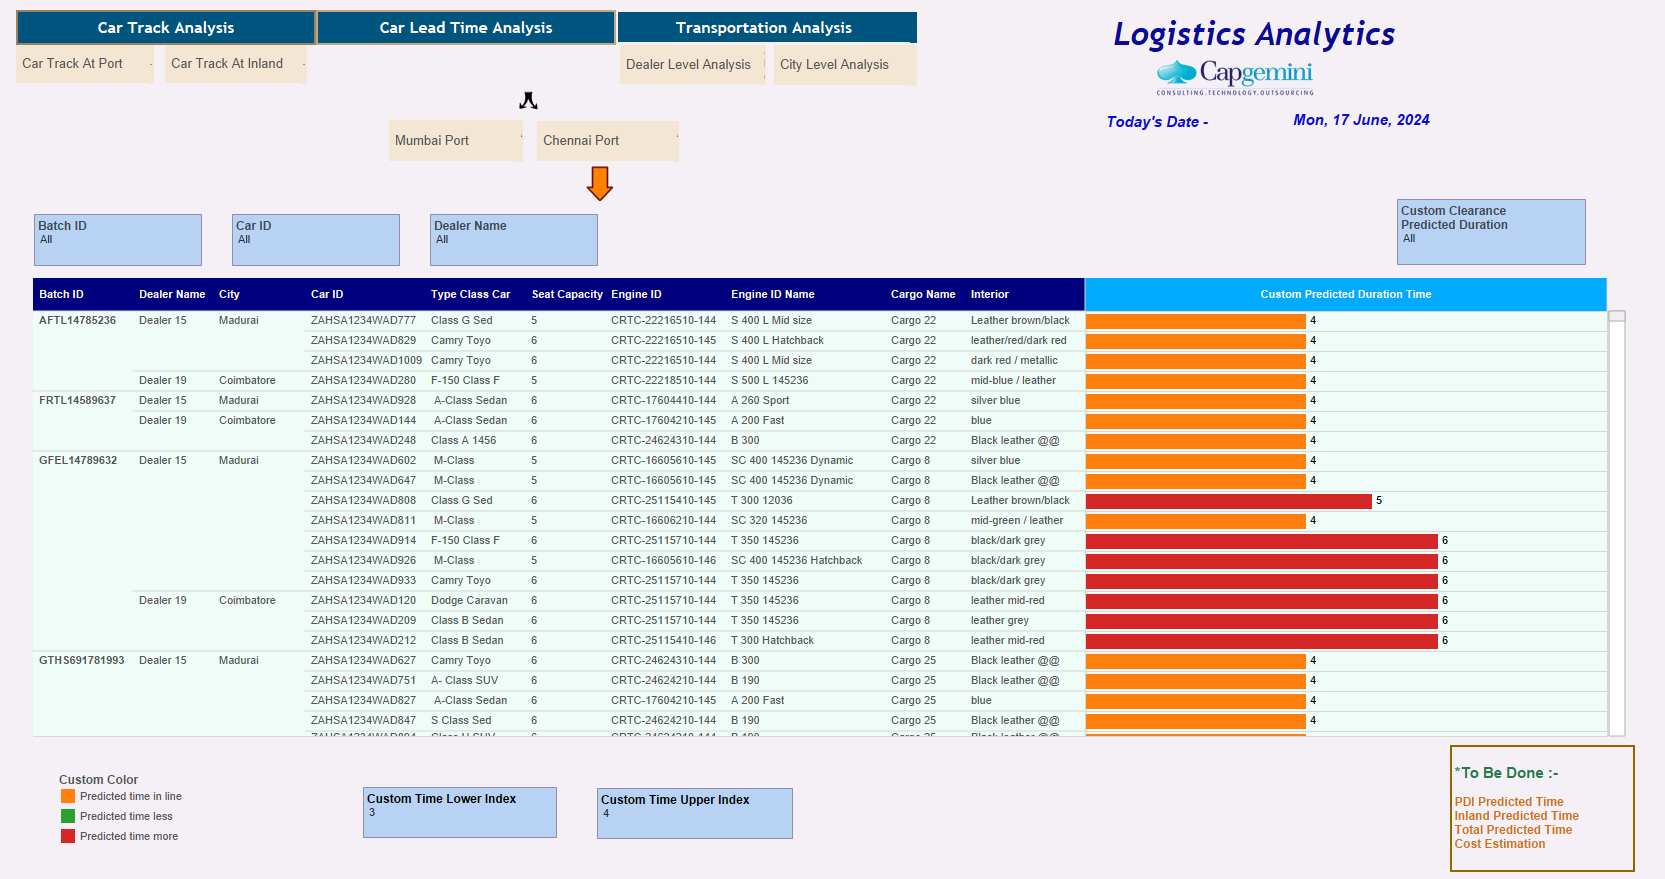 Car Track Analysis Car Lead Time Analysis Transportation Analysis
Car Track At Port Car Track At Inland Dealer Level Analysis City Level Analysis
Logistics Analytics
Capgemini
CONSULTING.TECHNOLOGY.OUTSOURCING
Today's Date - Mon, 17 June, 2024
Mumbai Port Chennai Port
Batch ID
All
Car ID
All
Dealer Name
All
Custom Clearance
Predicted Duration
All
Batch ID Dealer Name City Car ID Type Class Car Seat Capacity Engine ID Engine ID Name Cargo Name Interior Custom Predicted Duration Time
AFTL14785236 Dealer 15 Madurai ZAHSA1234WAD777 Class G Sed 5 CRTC-22216510-144 S 400 L Mid size Cargo 22 Leather brown/black 4
ZAHSA1234WAD829 Camry Toyo 6 CRTC-22216510-145 S 400 L Hatchback Cargo 22 leather/red/dark red 4
ZAHSA1234WAD1009 Camry Toyo 6 CRTC-22216510-144 S 400 L Mid size Cargo 22 dark red / metallic 4
Dealer 19 Coimbatore ZAHSA1234WAD280 F-150 Class F 5 CRTC-22218510-144 S 500 L 145236 Cargo 22 mid-blue / leather 4
FRTL14589637 Dealer 15 Madurai ZAHSA1234WAD928 A-Class Sedan 6 CRTC-17604410-144 A 260 Sport Cargo 22 silver blue 4
Dealer 19 Coimbatore ZAHSA1234WAD144 A-Class Sedan 6 CRTC-17604210-145 A 200 Fast Cargo 22 blue 4
ZAHSA1234WAD248 Class A 1456 6 CRTC-24624310-144 B 300 Cargo 22 Black leather @@ 4
GFEL14789632 Dealer 15 Madurai ZAHSA1234WAD602 M-Class 5 CRTC-16605610-145 SC 400 145236 Dynamic Cargo 8 silver blue 4
ZAHSA1234WAD647 M-Class 5 CRTC-16605610-145 SC 400 145236 Dynamic Cargo 8 Black leather @@ 4
ZAHSA1234WAD808 Class G Sed 6 CRTC-25115410-145 T 300 12036 Cargo 8 Leather brown/black 5
ZAHSA1234WAD811 M-Class 5 CRTC-16606210-144 SC 320 145236 Cargo 8 mid-green / leather 4
ZAHSA1234WAD914 F-150 Class F 6 CRTC-25115710-144 T 350 145236 Cargo 8 black/dark grey 6
ZAHSA1234WAD926 M-Class 5 CRTC-16605610-146 SC 400 145236 Hatchback Cargo 8 black/dark grey 6
ZAHSA1234WAD933 Camry Toyo 6 CRTC-25115710-144 T 350 145236 Cargo 8 black/dark grey 6
Dealer 19 Coimbatore ZAHSA1234WAD120 Dodge Caravan 6 CRTC-25115710-144 T 350 145236 Cargo 8 leather mid-red 6
ZAHSA1234WAD209 Class B Sedan 6 CRTC-25115710-144 T 350 145236 Cargo 8 leather grey 6
ZAHSA1234WAD212 Class B Sedan 6 CRTC-25115410-146 T 300 Hatchback Cargo 8 leather mid-red 6
GTHS691781993 Dealer 15 Madurai ZAHSA1234WAD627 Camry Toyo 6 CRTC-24624310-144 B 300 Cargo 25 Black leather @@ 4
ZAHSA1234WAD751 A- Class SUV 6 CRTC-24624210-144 B 190 Cargo 25 Black leather @@ 4
ZAHSA1234WAD827 A-Class Sedan 6 CRTC-17604210-145 A 200 Fast Cargo 25 blue 4
ZAHSA1234WAD847 S Class Sed 6 CRTC-24624210-144 B 190 Cargo 25 Black leather @@ 4
Custom Color
Predicted time in line
Predicted time less
Predicted time more
Custom Time Lower Index
3
Custom Time Upper Index
4
*To Be Done :-
PDI Predicted Time
Inland Predicted Time
Total Predicted Time
Cost Estimation